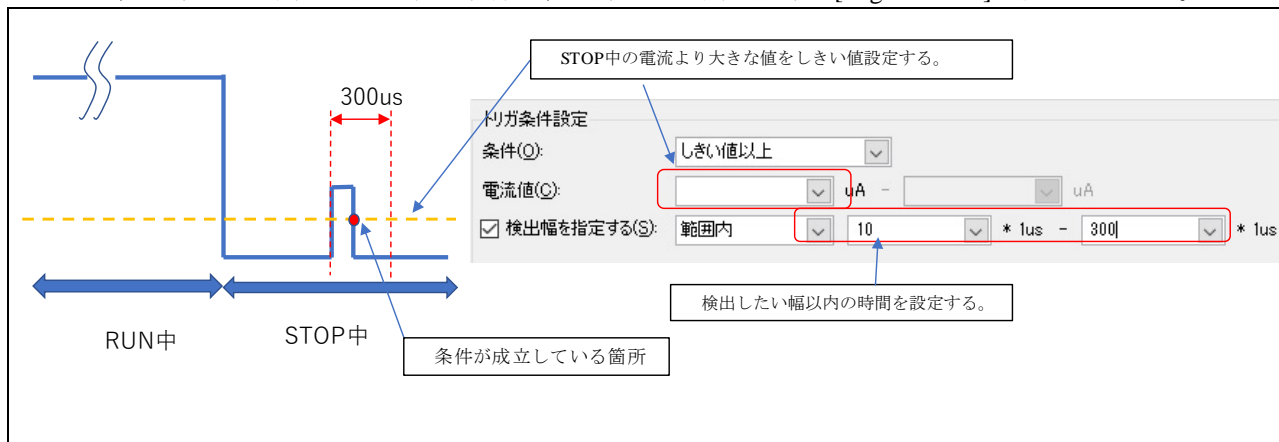 STOP中の電流より大きな値をしきい値設定する。
300us
トリガ条件設定
条件(O): しきい値以上
電流値(C): uA - uA
検出幅を指定する(S): 範囲内 10 * 1us - 300 * 1us
検出したい幅以内の時間を設定する。
RUN中
STOP中
条件が成立している箇所